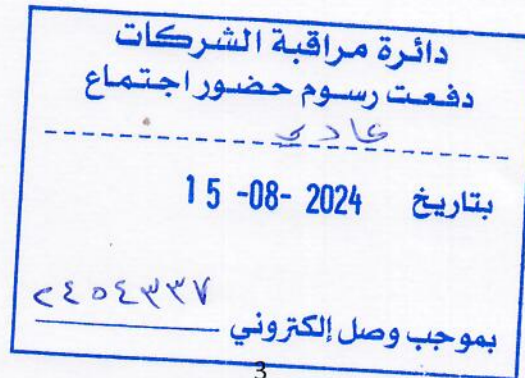 دائرة مراقبة الشركات
دفعت رسوم حضور اجتماع
عادي
بتاريخ 15 -08- 2024
٢٤٥٤٣٣٧
بموجب وصل إلكتروني
3